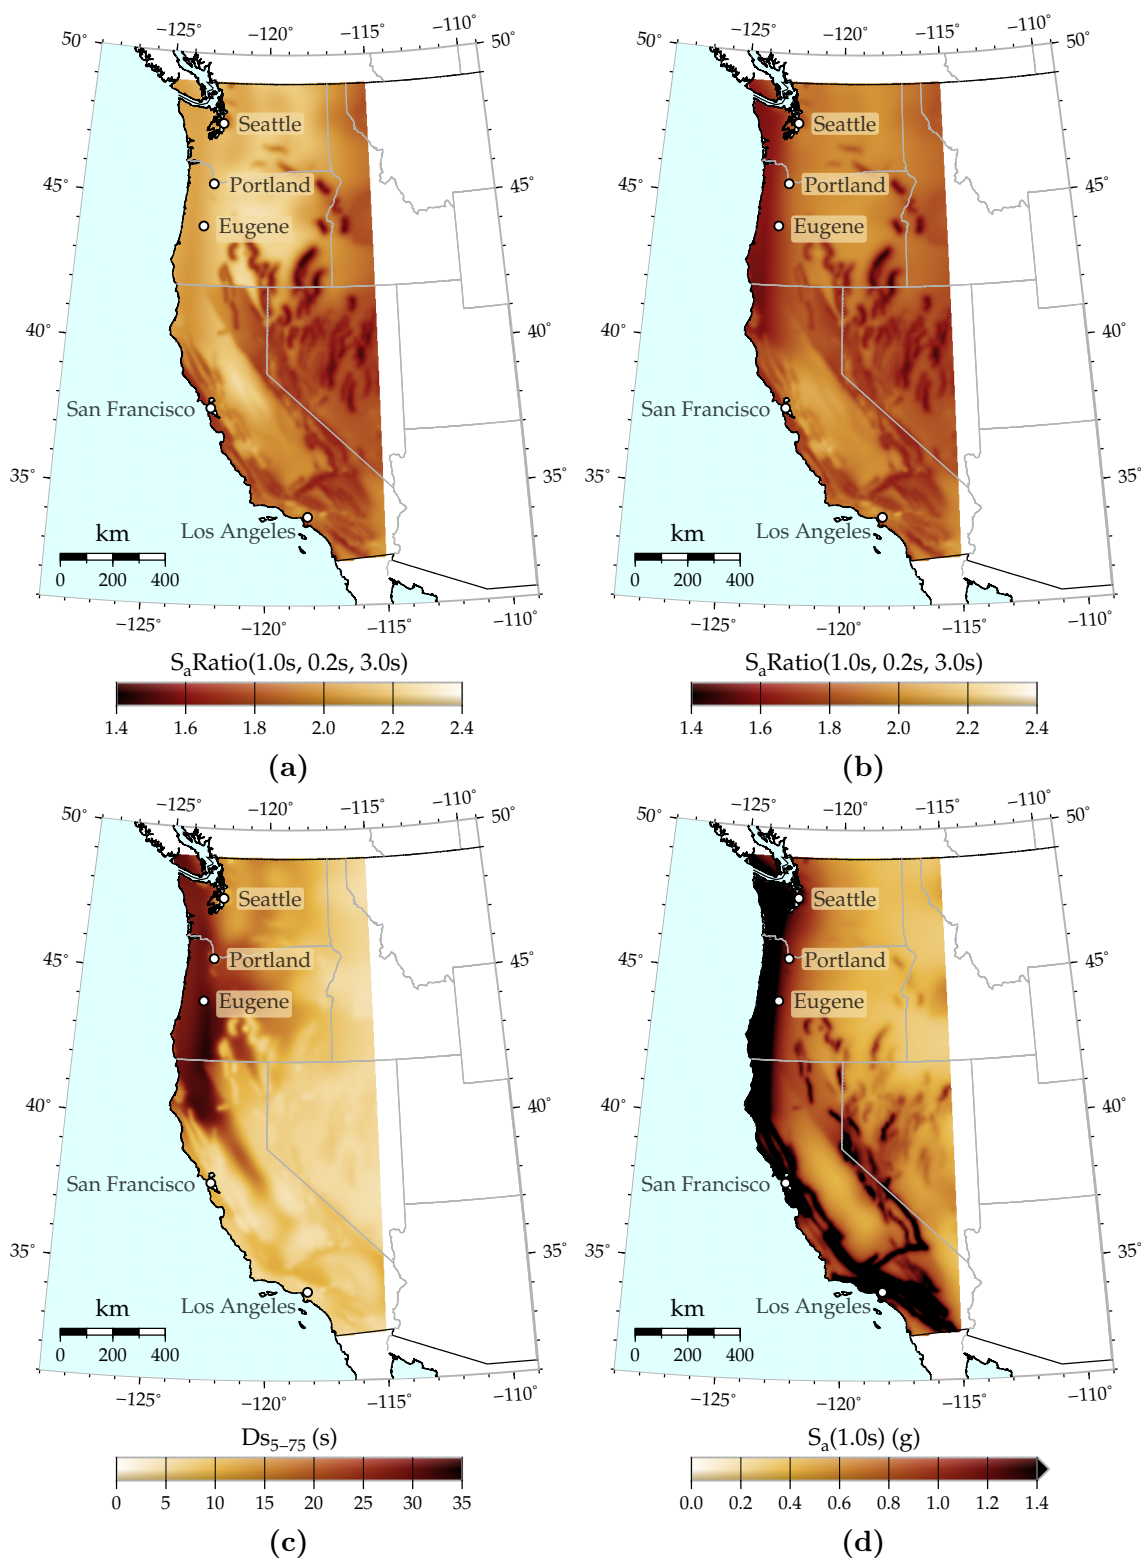 −125° −120° −115° −110°
50° 50°
Seattle
Portland
45° 45°
Eugene
40° 40°
San Francisco
35° 35°
Los Angeles
km
0 200 400
−125° −120° −115° −110°
SaRatio(1.0s, 0.2s, 3.0s)
1.4 1.6 1.8 2.0 2.2 2.4
(a)
−125° −120° −115° −110°
50° 50°
Seattle
Portland
45° 45°
Eugene
40° 40°
San Francisco
35° 35°
Los Angeles
km
0 200 400
−125° −120° −115° −110°
SaRatio(1.0s, 0.2s, 3.0s)
1.4 1.6 1.8 2.0 2.2 2.4
(b)
−125° −120° −115° −110°
50° 50°
Seattle
Portland
45° 45°
Eugene
40° 40°
San Francisco
35° 35°
Los Angeles
km
0 200 400
−125° −120° −115° −110°
Ds5–75 (s)
0 5 10 15 20 25 30 35
(c)
−125° −120° −115° −110°
50° 50°
Seattle
Portland
45° 45°
Eugene
40° 40°
San Francisco
35° 35°
Los Angeles
km
0 200 400
−125° −120° −115° −110°
Sa(1.0s) (g)
0.0 0.2 0.4 0.6 0.8 1.0 1.2 1.4
(d)